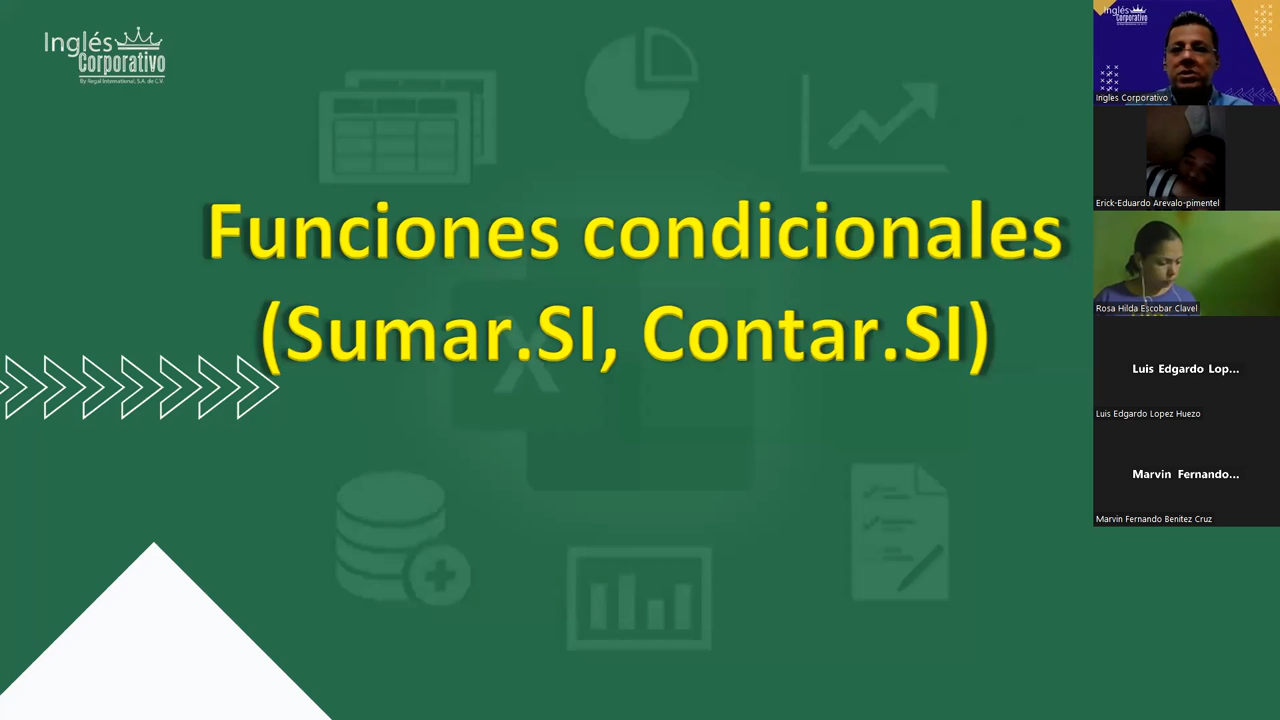 Inglés
Corporativo
By Regal International, S.A. de C.V.
Funciones condicionales
(Sumar.SI, Contar.SI)
Inglés
Corporativo
Ingles Corporativo
Erick-Eduardo Arevalo-pimentel
Rosa Hilda Escobar Clavel
Luis Edgardo Lop...
Luis Edgardo Lopez Huezo
Marvin Fernando...
Marvin Fernando Benitez Cruz